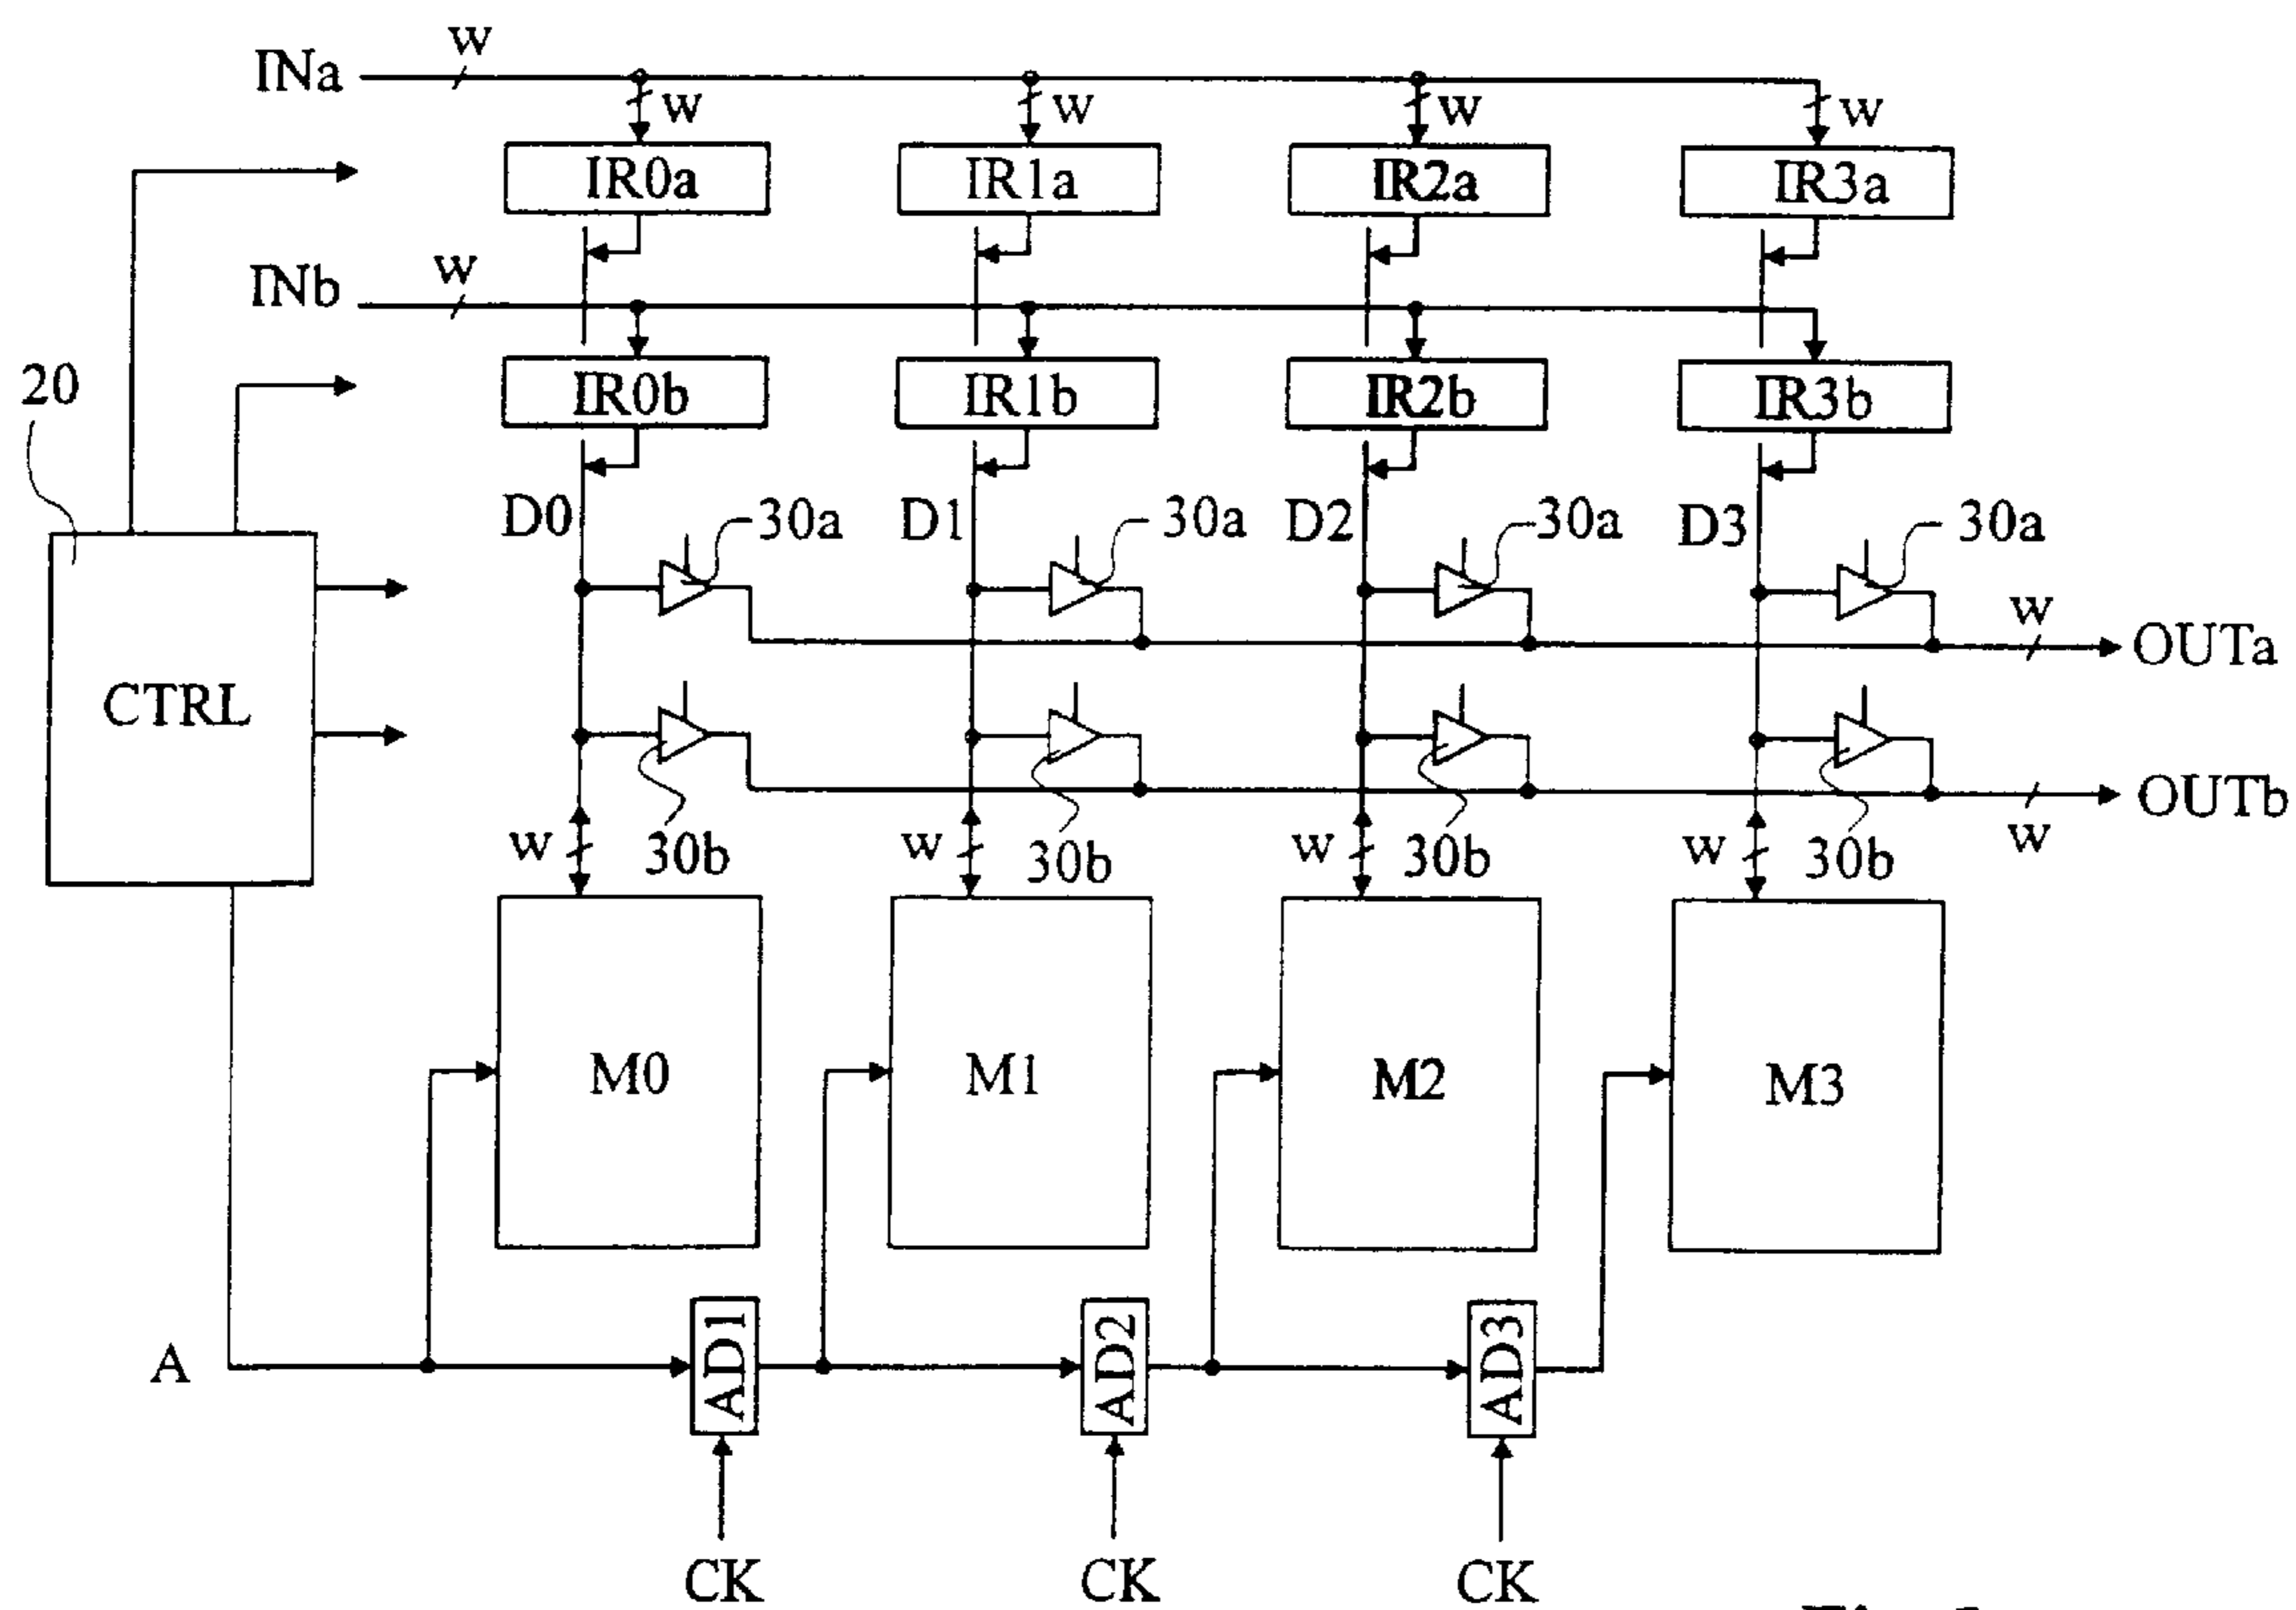 w
INa
w w w w
IR0a IR1a IR2a IR3a
w
INb
20
IR0b IR1b IR2b IR3b
D0 30a D1 30a D2 30a D3 30a
w
OUTa
CTRL
OUTb
w 30b w 30b w 30b w 30b w
M0 M1 M2 M3
A AD1 AD2 AD3
CK CK CK